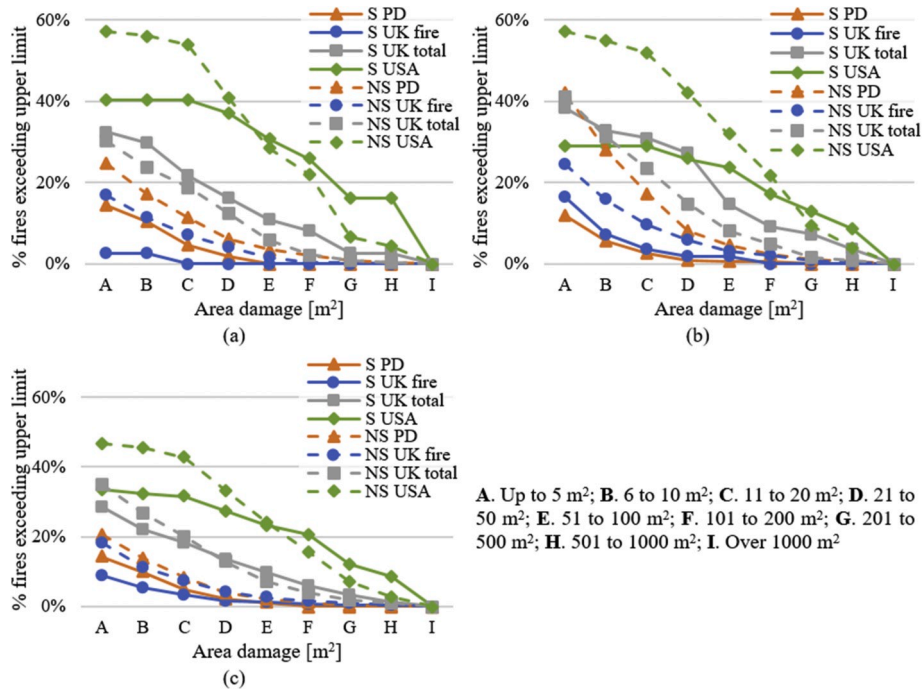 60%
40%
20%
0%
% fires exceeding upper limit
S PD
S UK fire
S UK total
S USA
NS PD
NS UK fire
NS UK total
NS USA
A B C D E F G H I
Area damage [m²]
(a)
60%
40%
20%
0%
% fires exceeding upper limit
S PD
S UK fire
S UK total
S USA
NS PD
NS UK fire
NS UK total
NS USA
A B C D E F G H I
Area damage [m²]
(b)
60%
40%
20%
0%
% fires exceeding upper limit
S PD
S UK fire
S UK total
S USA
NS PD
NS UK fire
NS UK total
NS USA
A B C D E F G H I
Area damage [m²]
(c)
A. Up to 5 m²; B. 6 to 10 m²; C. 11 to 20 m²; D. 21 to
50 m²; E. 51 to 100 m²; F. 101 to 200 m²; G. 201 to
500 m²; H. 501 to 1000 m²; I. Over 1000 m²